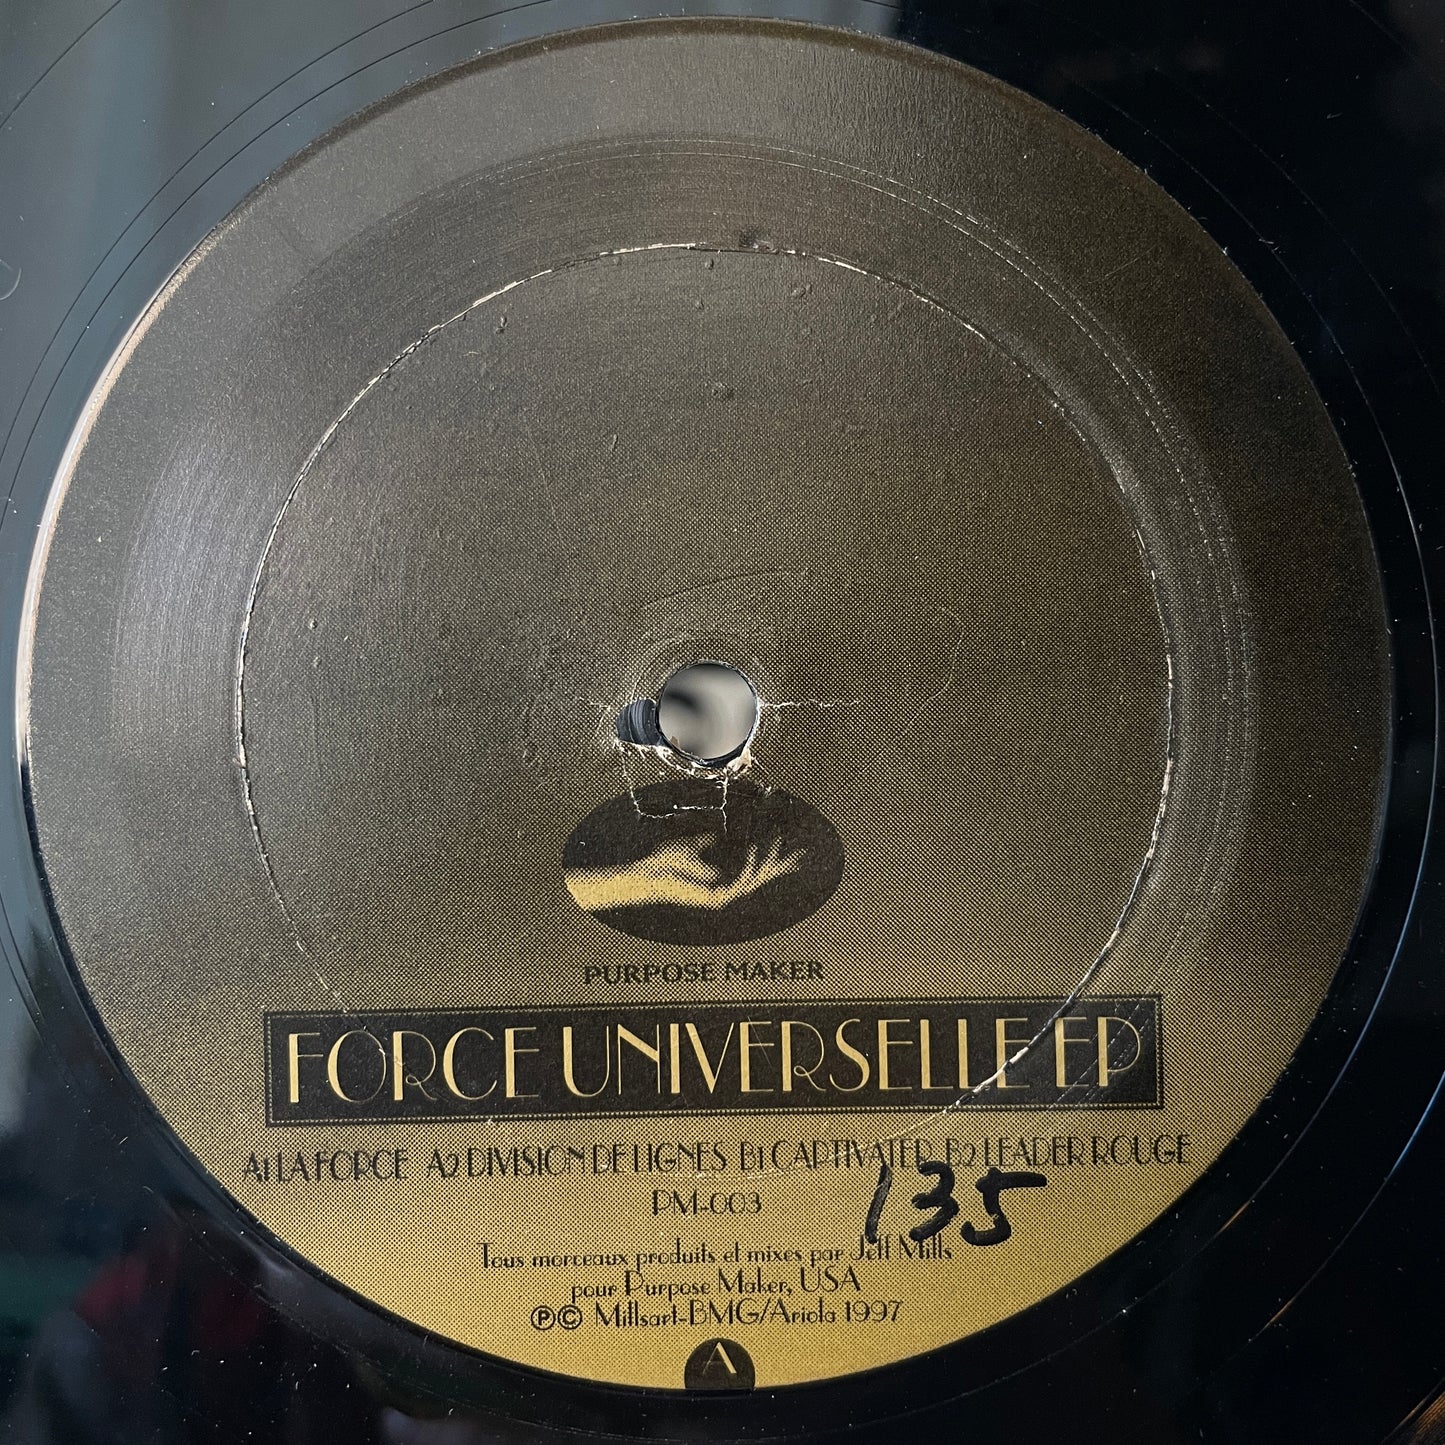 PURPOSE MAKER
FORCE UNIVERSELLE EP
A1 LA FORCE A2 DIVISION DE LIGNES B1 CAPTIVATED B2 LEADER ROUGE
PM-003
135
Tous morceaux produits et mixes par Jeff Mills
pour Purpose Maker, USA
℗© Millsart-BMG/Ariola 1997
A